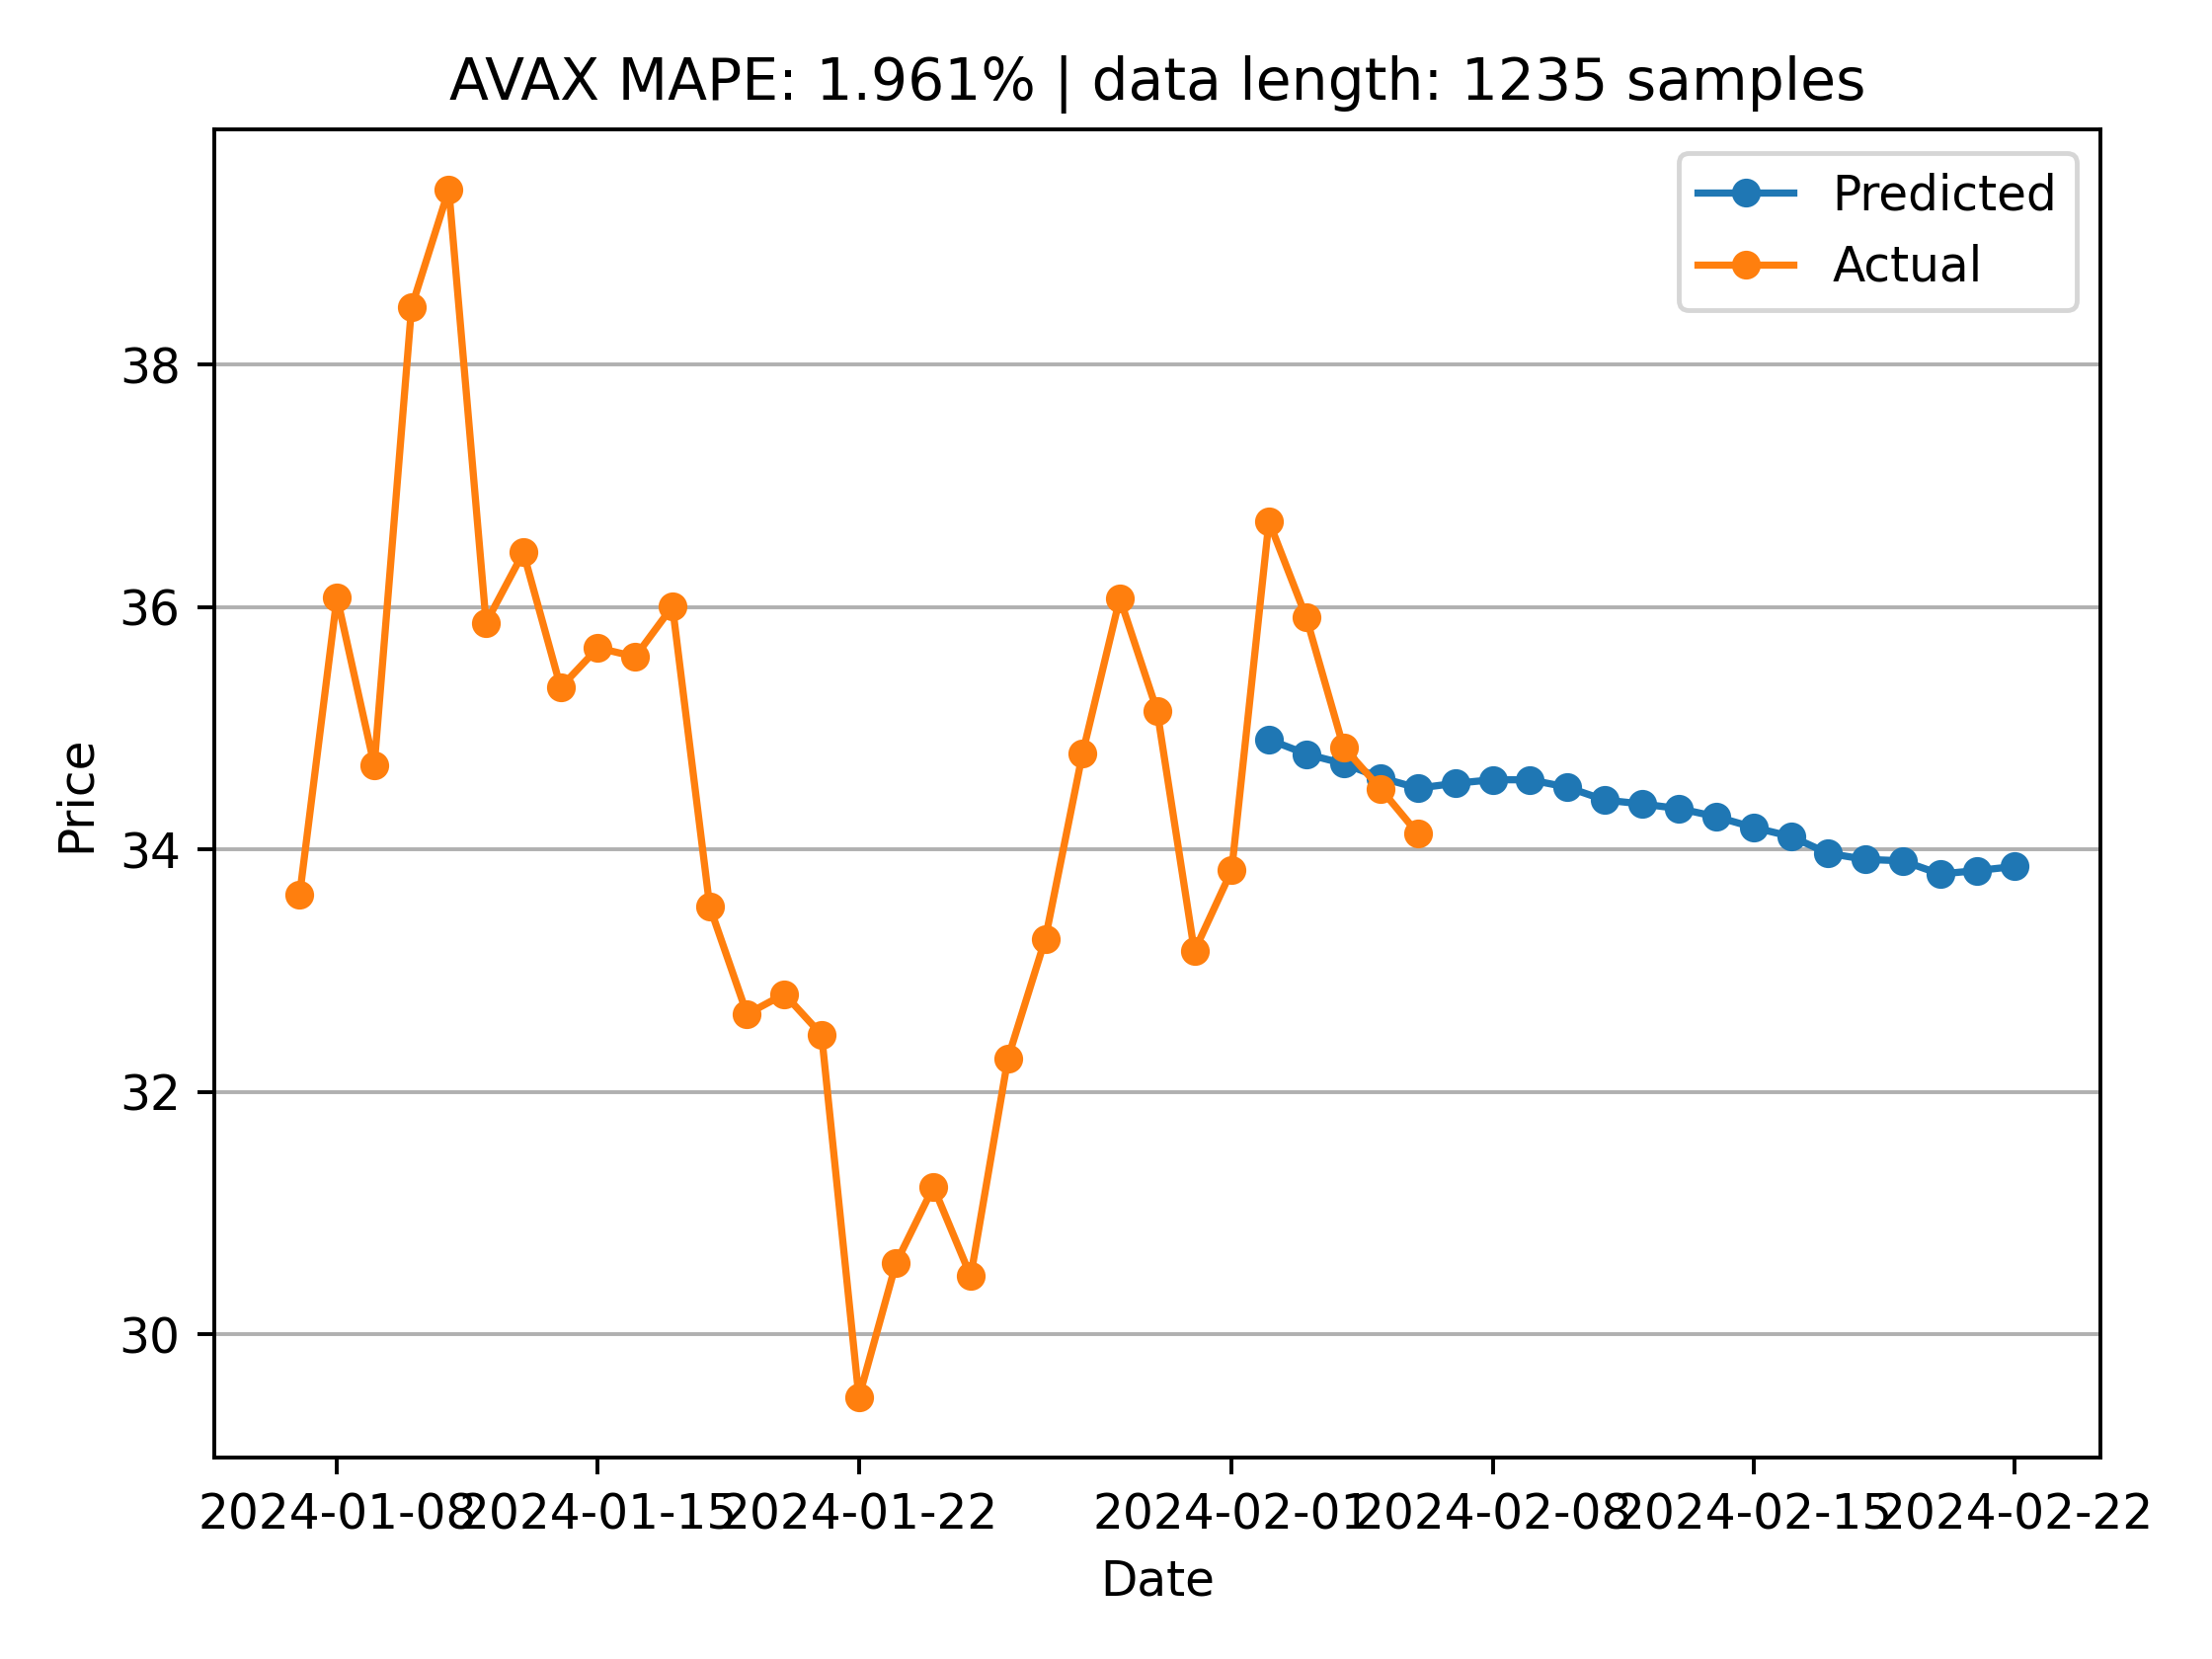 AVAX MAPE: 1.961% | data length: 1235 samples
Predicted
Actual
38
36
34
32
30
Price
2024-01-08 2024-01-15 2024-01-22 2024-02-01 2024-02-08 2024-02-15 2024-02-22
Date